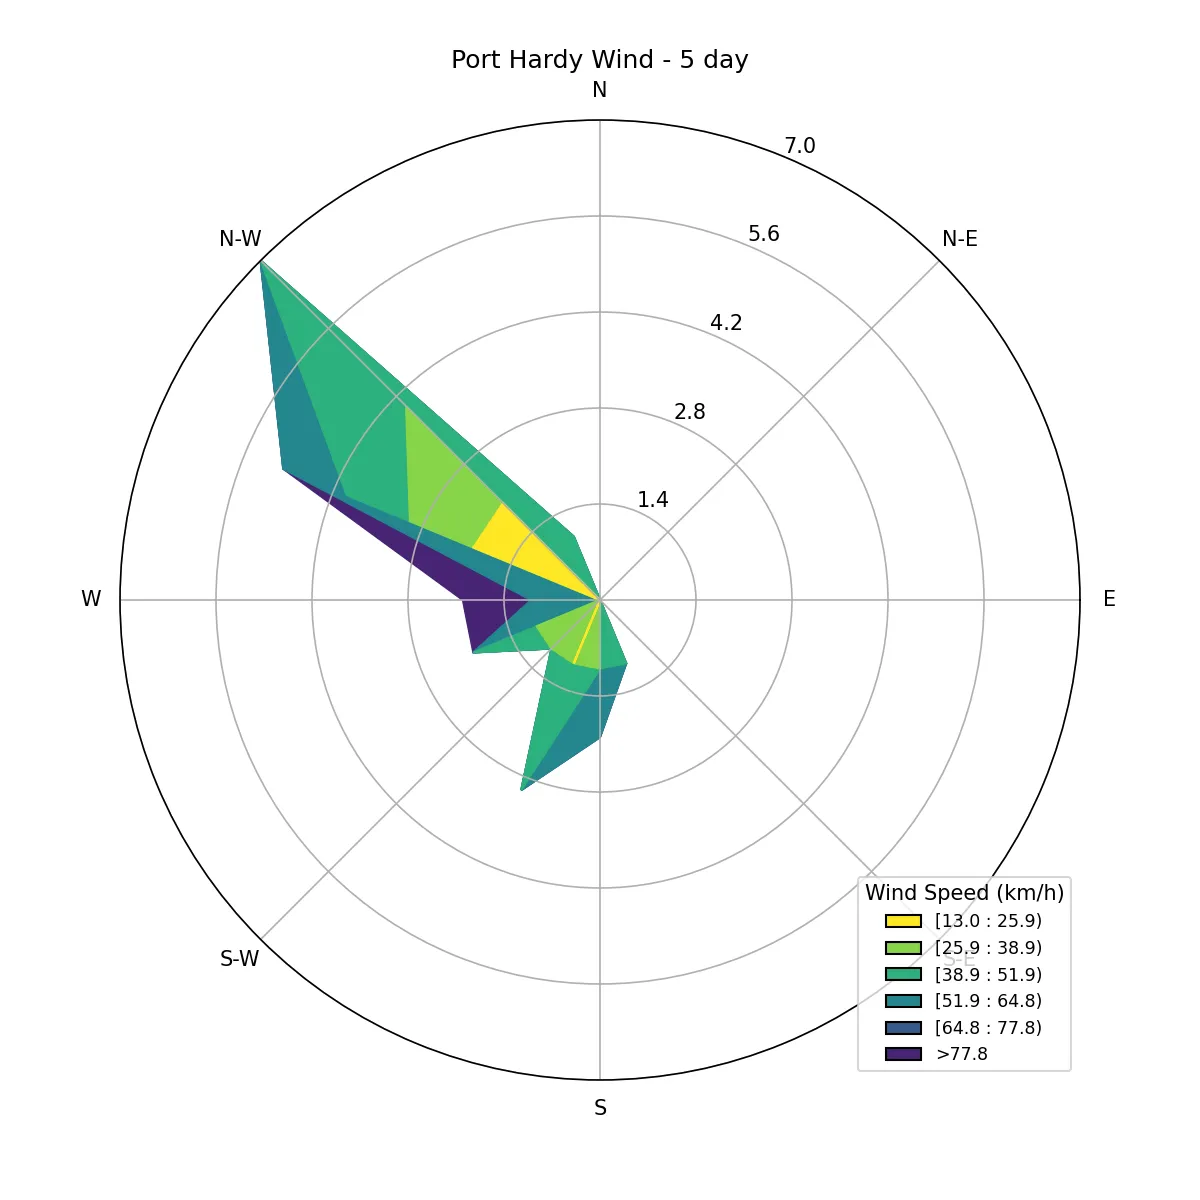 Port Hardy Wind - 5 day
N
7.0
N-W
5.6
N-E
4.2
2.8
1.4
W
E
Wind Speed (km/h)
[13.0 : 25.9)
[25.9 : 38.9)
[38.9 : 51.9)
[51.9 : 64.8)
[64.8 : 77.8)
>77.8
S-W
S-E
S